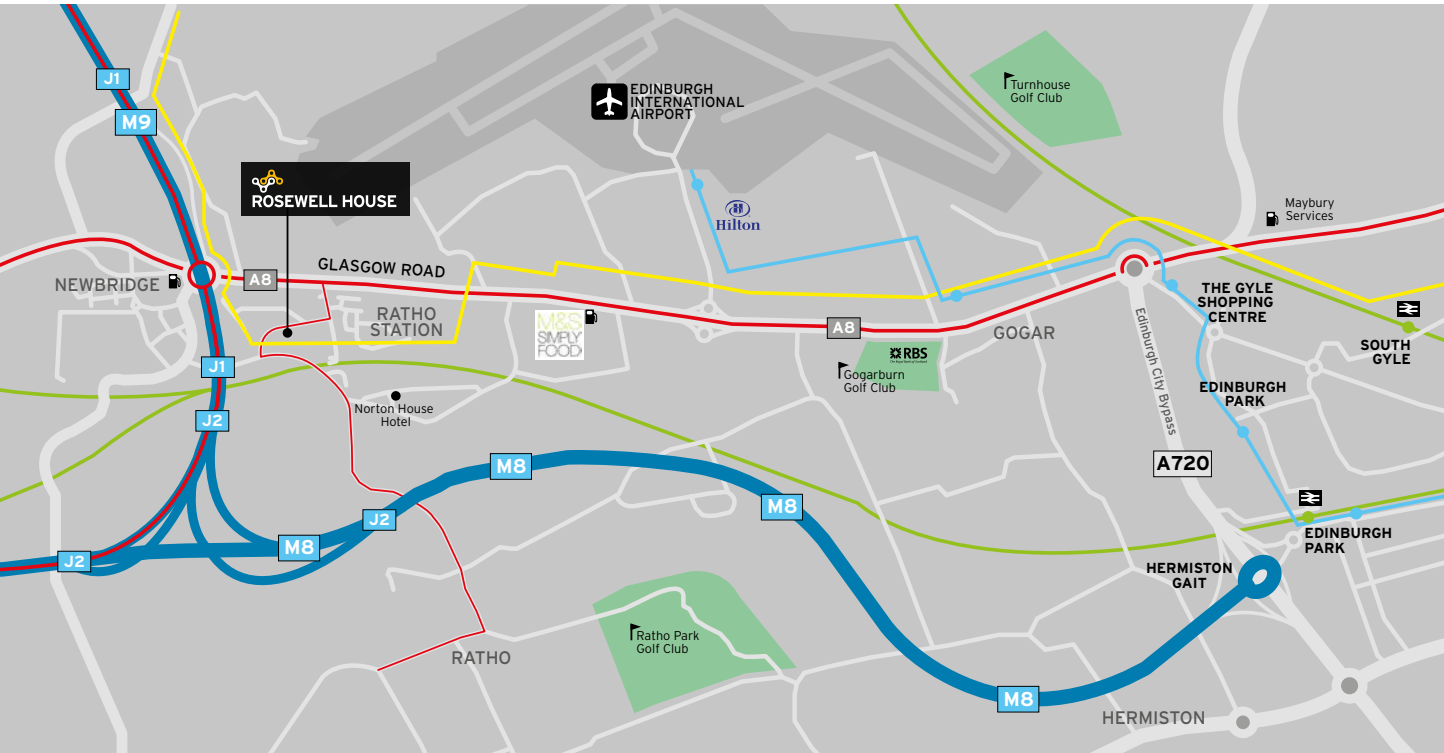 J1
M9
EDINBURGH
INTERNATIONAL
AIRPORT
Turnhouse
Golf Club
ROSEWELL HOUSE
Hilton
Maybury
Services
NEWBRIDGE
A8
GLASGOW ROAD
RATHO
STATION
M&S
SIMPLY
FOOD
A8
GOGAR
THE GYLE
SHOPPING
CENTRE
SOUTH
GYLE
RBS
Gogarburn
Golf Club
Edinburgh City Bypass
EDINBURGH
PARK
J1
J2
Norton House
Hotel
M8
A720
M8
J2
M8
J2
EDINBURGH
PARK
HERMISTON
GAIT
Ratho Park
Golf Club
RATHO
M8
HERMISTON